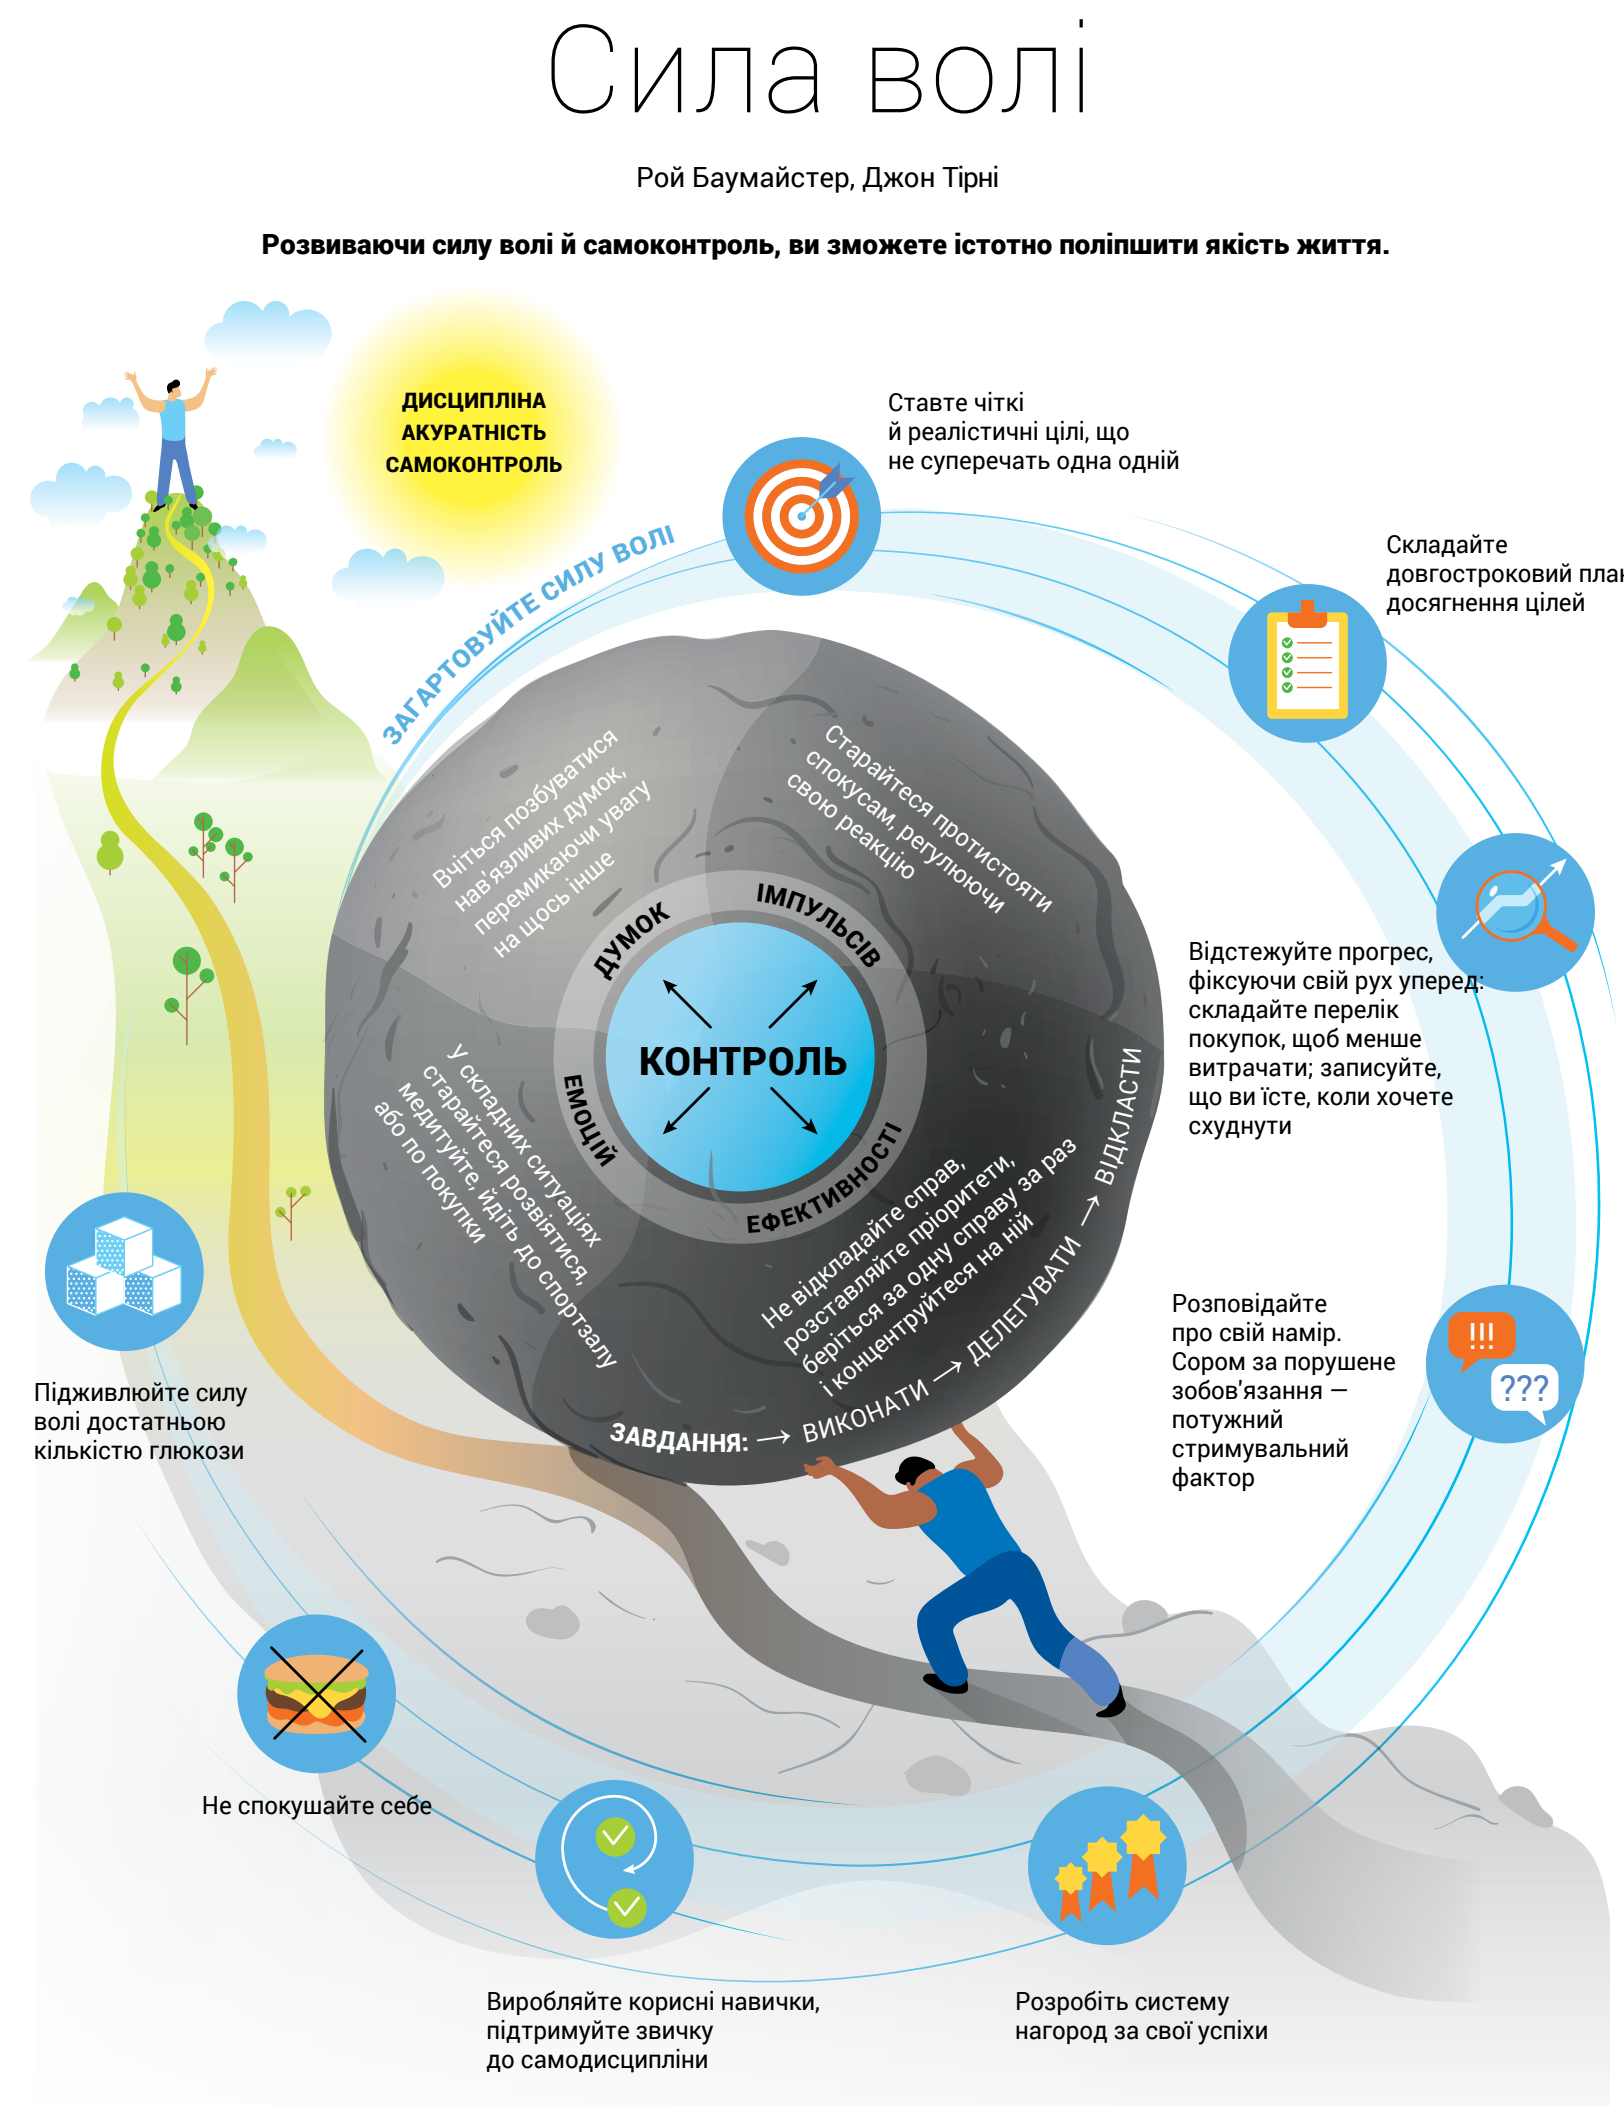 Сила волі
Рой Баумайстер, Джон Тірні
Розвиваючи силу волі й самоконтроль, ви зможете істотно поліпшити якість життя.
ДИСЦИПЛІНА
АКУРАТНІСТЬ
САМОКОНТРОЛЬ
ЗАГАРТОВУЙТЕ СИЛУ ВОЛІ
Ставте чіткі
й реалістичні цілі, що
не суперечать одна одній
Складайте
довгостроковий план
досягнення цілей
Відстежуйте прогрес,
фіксуючи свій рух уперед:
складайте перелік
покупок, щоб менше
витрачати; записуйте,
що ви їсте, коли хочете
схуднути
Розповідайте
про свій намір.
Сором за порушене
зобов'язання —
потужний
стримувальний
фактор
!!!
???
Розробіть систему
нагород за свої успіхи
Виробляйте корисні навички,
підтримуйте звичку
до самодисципліни
Не спокушайте себе
Підживлюйте силу
волі достатньою
кількістю глюкози
КОНТРОЛЬ
ДУМОК
Вчіться позбуватися
нав'язливих думок,
перемикаючи увагу
на щось інше
ІМПУЛЬСІВ
Старайтеся протистояти
спокусам, регулюючи
свою реакцію
ЕМОЦІЙ
У складних ситуаціях
старайтеся розвіятися,
медитуйте, йдіть до спортзалу
або по покупки
ЕФЕКТИВНОСТІ
Не відкладайте справ,
розставляйте пріоритети,
беріться за одну справу за раз
і концентруйтеся на ній
ЗАВДАННЯ: → ВИКОНАТИ → ДЕЛЕГУВАТИ → ВІДКЛАСТИ